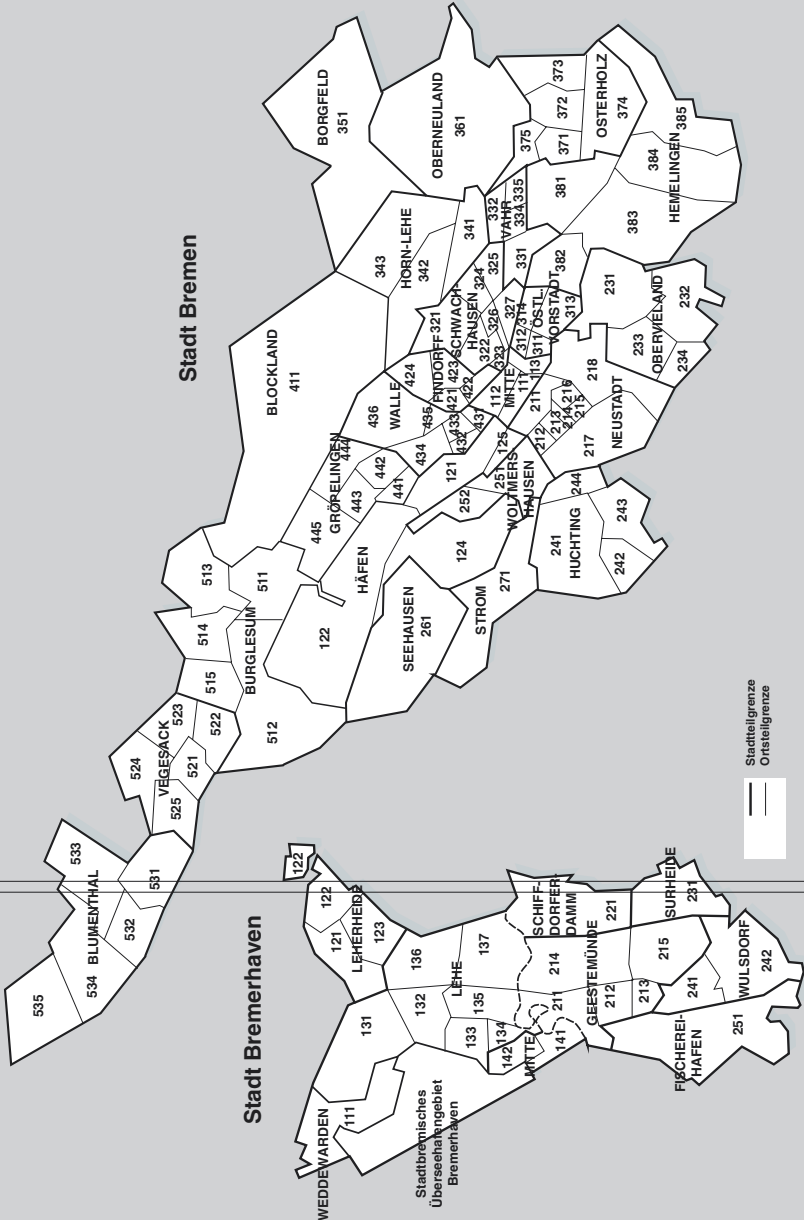 Stadt Bremen
BORGFELD
351
OBERNEULAND
361
373
372
371
375
OSTERHOLZ
374
385
384
HEMELINGEN
383
381
382
HORN-LEHE
343
342
341
332
335
334
VAHR
331
325
324
SCHWACH-
HAUSEN
321
322
326
323
327
ÖSTL.
VORSTADT
314
312
311
313
MITTE
111
113
112
FINDORFF
424
423
422
421
BLOCKLAND
411
WALLE
436
435
434
433
432
431
GRÖPELINGEN
444
442
443
441
445
HÄFEN
121
122
124
125
252
251
WOLTMERS-
HAUSEN
NEUSTADT
211
212
213
214
215
216
217
218
OBERVIELAND
231
232
233
234
HUCHTING
241
242
243
244
STROM
271
SEEHAUSEN
261
BURGLESUM
511
512
513
514
515
VEGESACK
521
522
523
524
525
BLUMENTHAL
531
532
533
534
535
Stadt Bremerhaven
WEDDEWARDEN
111
Stadtbremisches
Überseehafengebiet
Bremerhaven
122
LEHERHEIDE
121
122
123
LEHE
131
132
133
134
135
136
137
MITTE
141
142
GEESTEMÜNDE
211
212
213
214
215
SCHIFF-
DORFER-
DAMM
221
SURHEIDE
231
WULSDORF
241
242
FISCHEREI-
HAFEN
251
Stadtteilgrenze
Ortsteilgrenze